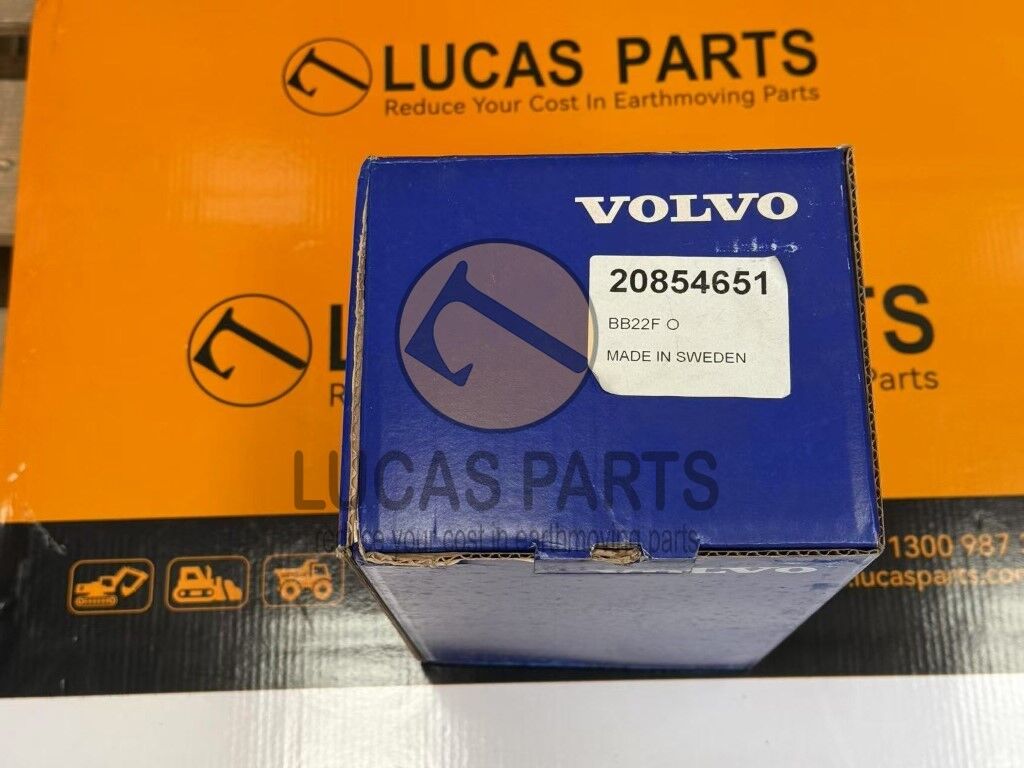 LUCAS PARTS
Reduce Your Cost In Earthmoving Parts
VOLVO
20854651
BB22F O
MADE IN SWEDEN
Parts
LUCAS PARTS
reduce your cost in earthmoving parts
VOLVO
1300 987
lucasparts.com